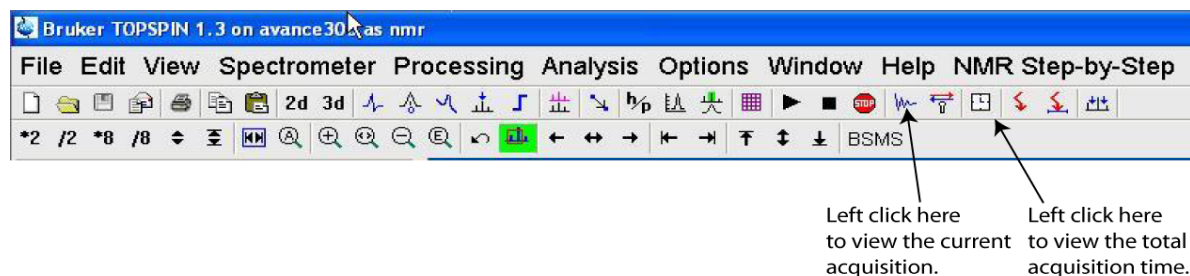 Bruker TOPSPIN 1.3 on avance300 as nmr
File Edit View Spectrometer Processing Analysis Options Window Help NMR Step-by-Step
2d 3d h/p STOP
*2 /2 *8 /8 A E BSMS
Left click here
to view the current
acquisition.
Left click here
to view the total
acquisition time.